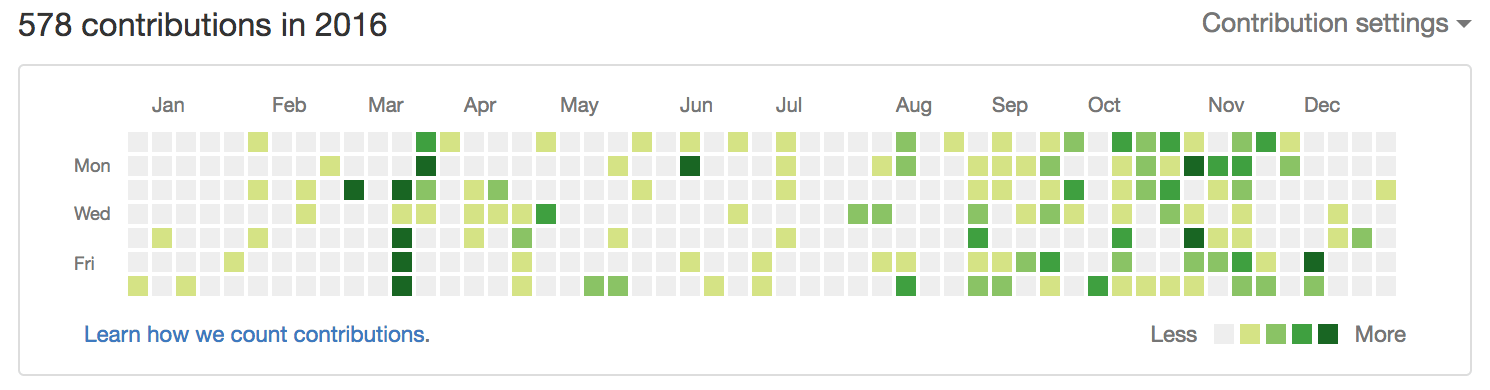 578 contributions in 2016
Contribution settings
Jan Feb Mar Apr May Jun Jul Aug Sep Oct Nov Dec
Mon
Wed
Fri
Learn how we count contributions.
Less More